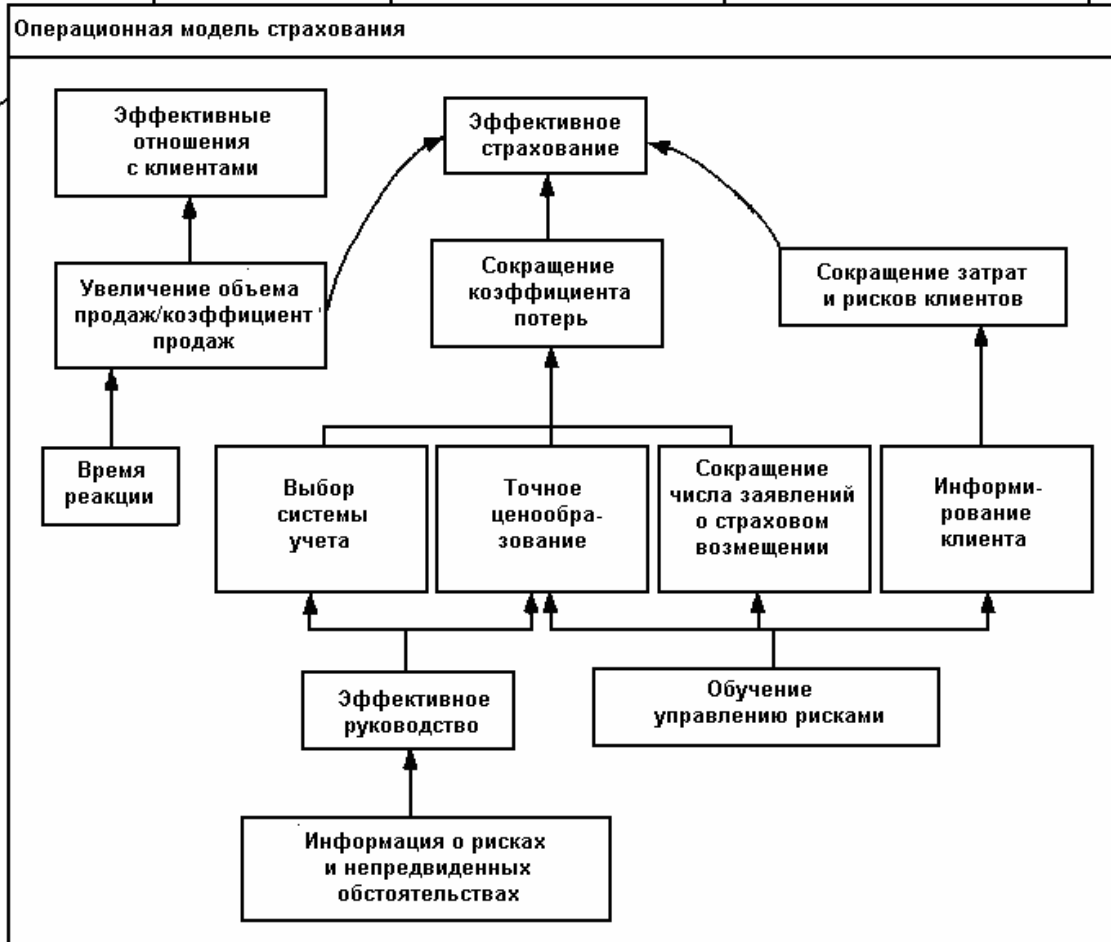 Операционная модель страхования
Эффективные
отношения
с клиентами
Эффективное
страхование
Увеличение объема
продаж/коэффициент
продаж
Сокращение
коэффициента
потерь
Сокращение затрат
и рисков клиентов
Время
реакции
Выбор
системы
учета
Точное
ценообра-
зование
Сокращение
числа заявлений
о страховом
возмещении
Информи-
рование
клиента
Эффективное
руководство
Обучение
управлению рисками
Информация о рисках
и непредвиденных
обстоятельствах